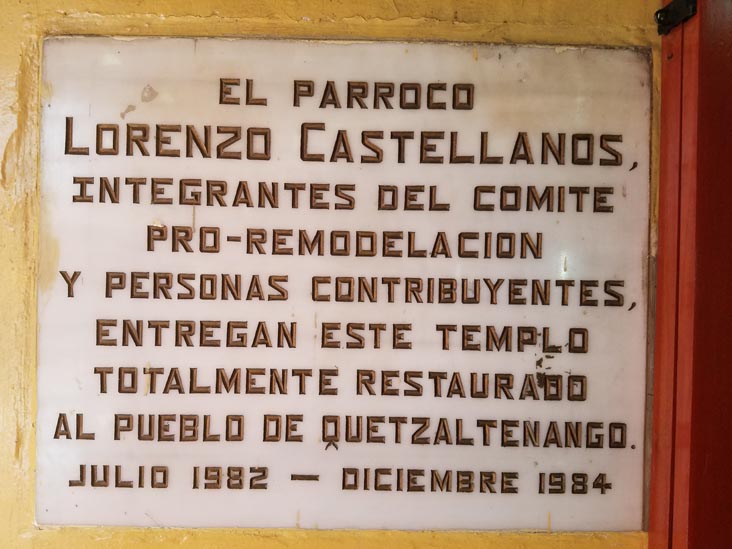 EL PARROCO
LORENZO CASTELLANOS,
INTEGRANTES DEL COMITE
PRO-REMODELACION
Y PERSONAS CONTRIBUYENTES,
ENTREGAN ESTE TEMPLO
TOTALMENTE RESTAURADO
AL PUEBLO DE QUETZALTENANGO.
JULIO 1982 — DICIEMBRE 1984